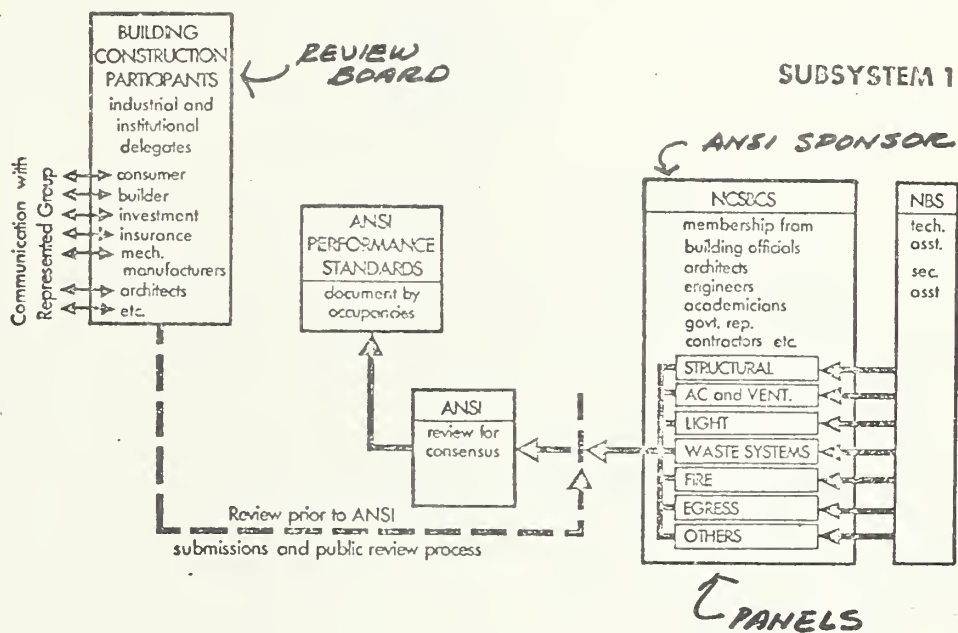 BUILDING
CONSTRUCTION
PARTIOPANTS
industrial and
institutional
delegates
consumer
builder
investment
insurance
mech.
manufacturers
architects
etc.
Communication with
Represented Group
REVIEW
BOARD
SUBSYSTEM 1
ANSI SPONSOR
ANSI
PERFORMANCE
STANDARDS
document by
occupancies
ANSI
review for
consensus
Review prior to ANSI
submissions and public review process
NCSBCS
membership from
building officials
architects
engineers
academicians
govt. rep.
contractors etc.
STRUCTURAL
AC and VENT.
LIGHT
WASTE SYSTEMS
FIRE
EGRESS
OTHERS
NBS
tech.
asst.
sec.
asst
PANELS